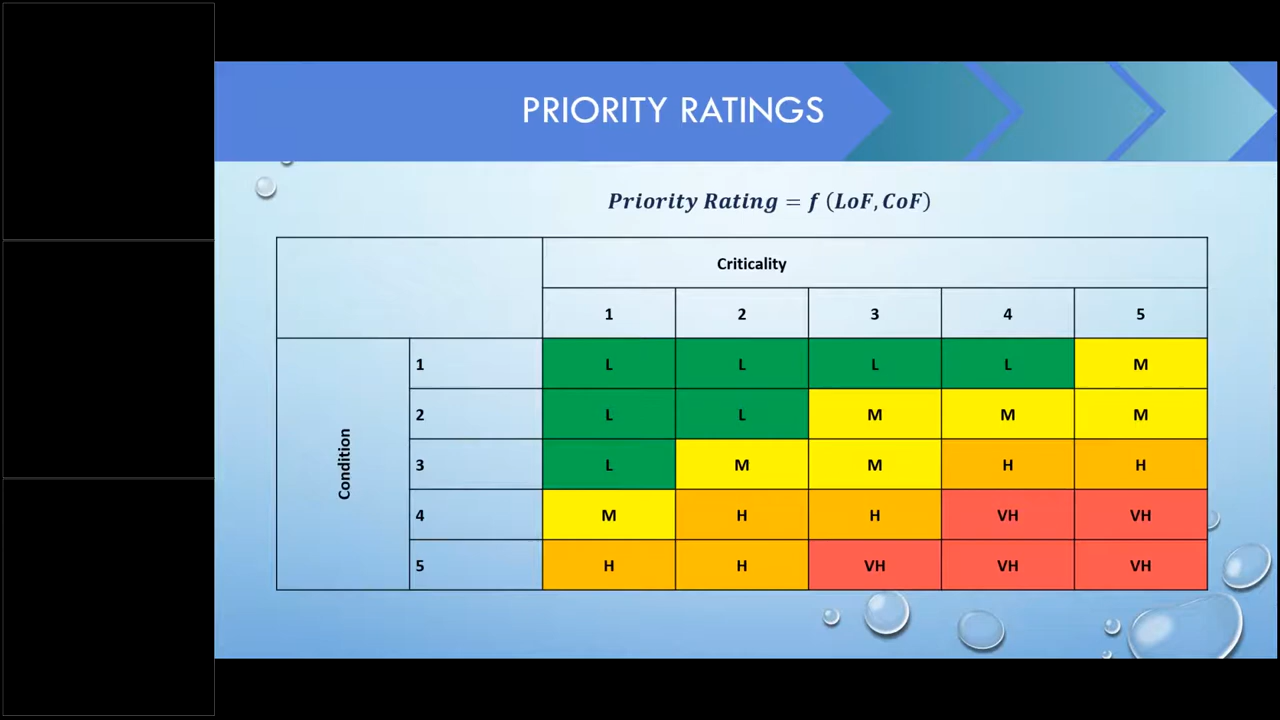 PRIORITY RATINGS
Priority Rating = f (LoF, CoF)
Criticality
1 2 3 4 5
Condition
1 L L L L M
2 L L M M M
3 L M M H H
4 M H H VH VH
5 H H VH VH VH